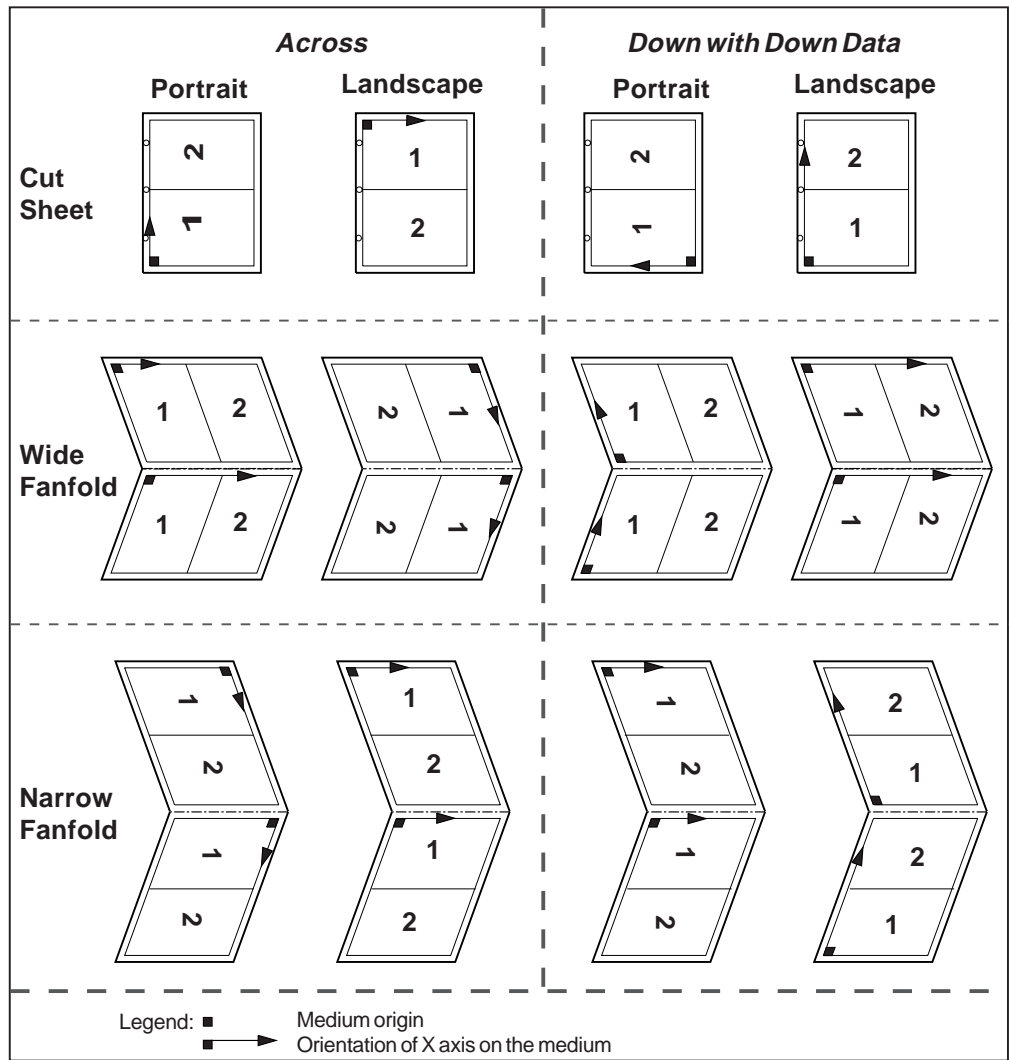 Across Down with Down Data
Portrait Landscape Portrait Landscape
Cut
Sheet
2 1 2 2
1 2 1 1
Wide
Fanfold
1 2 2 1 1 2 1 2
1 2 2 1 1 2 1 2
Narrow
Fanfold
1 1 1 2
2 2 2 1
1 1 1 2
2 2 2 1
Legend: Medium origin
Orientation of X axis on the medium